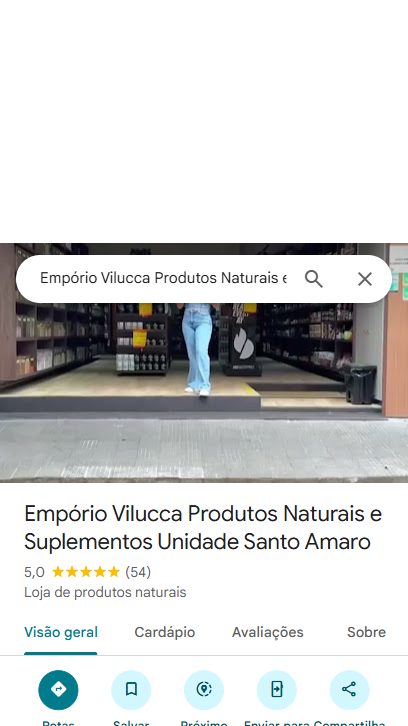 Empório Vilucca Produtos Naturais e
Empório Vilucca Produtos Naturais e
Suplementos Unidade Santo Amaro
5,0 ★★★★★ (54)
Loja de produtos naturais
Visão geral Cardápio Avaliações Sobre
Rotas Salvar Próximo Enviar para Compartilha